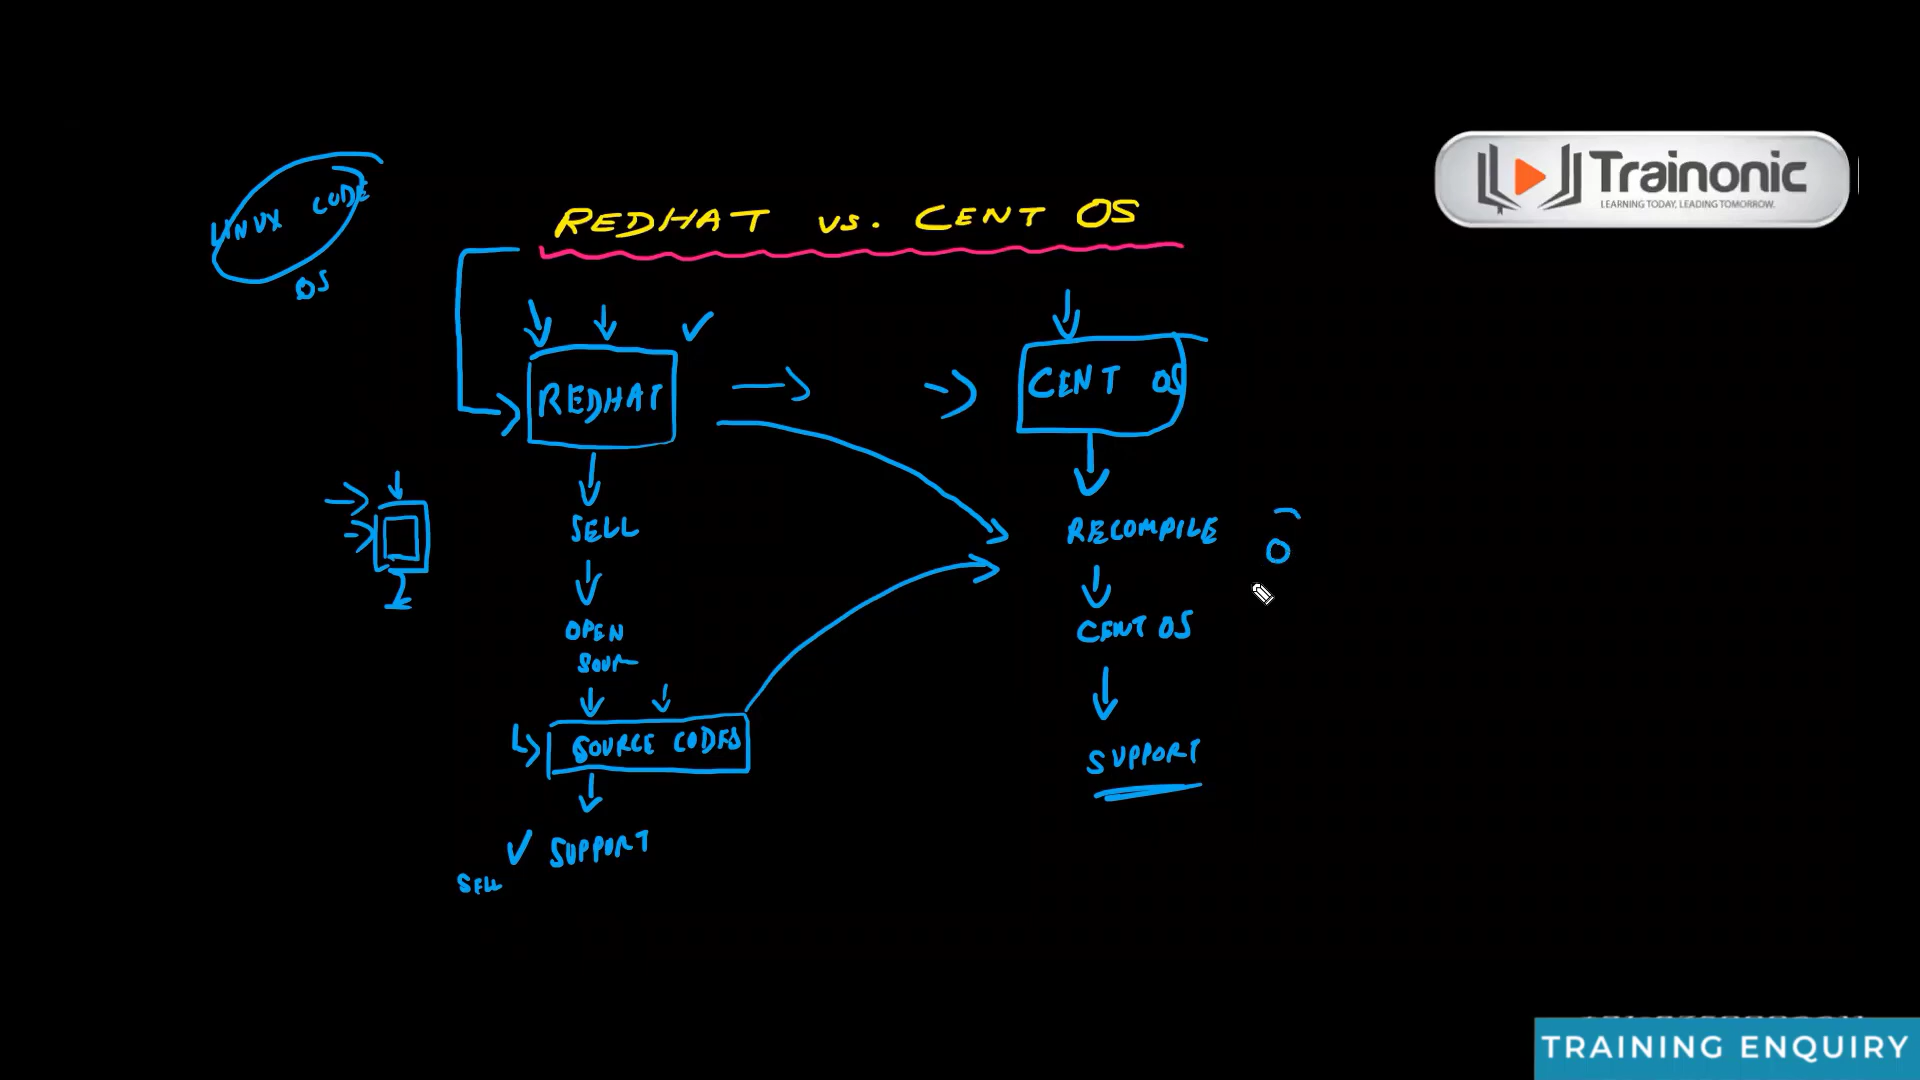 LINUX CODE
OS
REDHAT vs. CENT OS
Trainonic
LEARNING TODAY, LEADING TOMORROW.
REDHAT
CENT OS
SELL
RECOMPILE
OPEN
SOUR
CENT OS
SOURCE CODES
SUPPORT
SUPPORT
SELL
TRAINING ENQUIRY